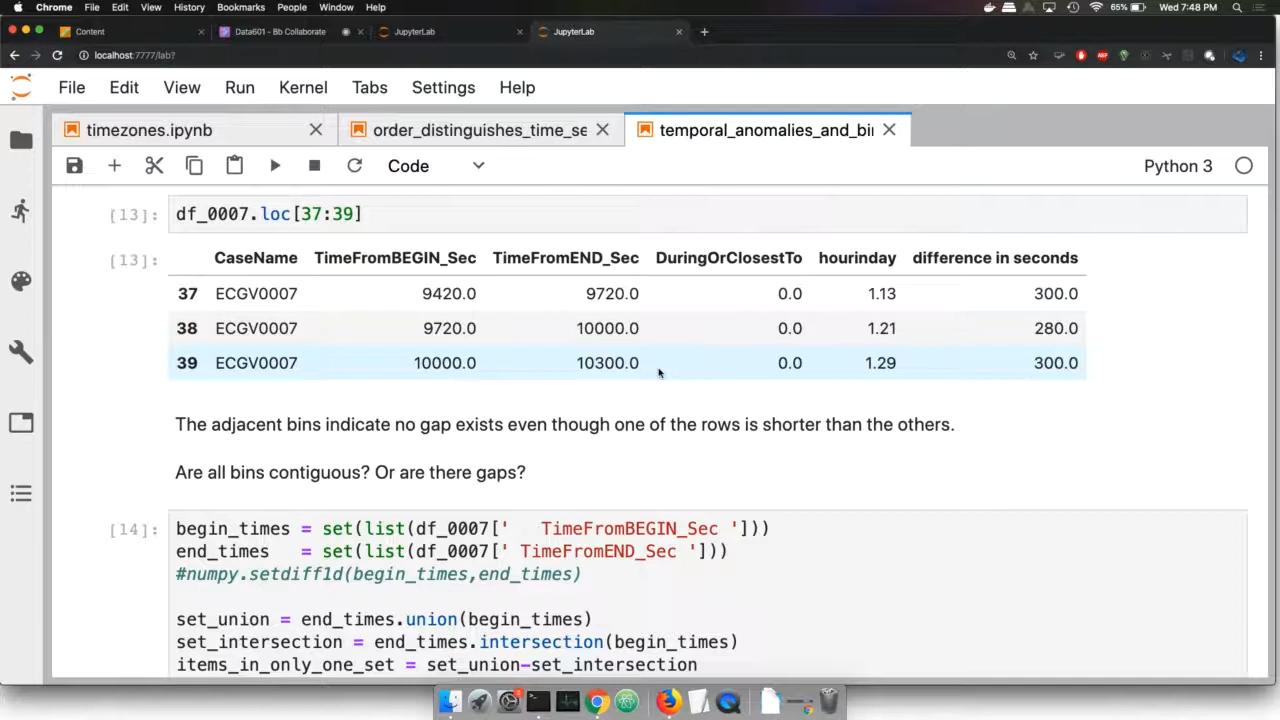 Chrome File Edit View History Bookmarks People Window Help 65% Wed 7:48 PM
Content Data601 - Bb Collaborate JupyterLab JupyterLab
localhost:7777/lab?
File Edit View Run Kernel Tabs Settings Help
timezones.ipynb order_distinguishes_time_se temporal_anomalies_and_bir
Code Python 3
[13]: df_0007.loc[37:39]
[13]: CaseName TimeFromBEGIN_Sec TimeFromEND_Sec DuringOrClosestTo hourinday difference in seconds
37 ECGV0007 9420.0 9720.0 0.0 1.13 300.0
38 ECGV0007 9720.0 10000.0 0.0 1.21 280.0
39 ECGV0007 10000.0 10300.0 0.0 1.29 300.0
The adjacent bins indicate no gap exists even though one of the rows is shorter than the others.
Are all bins contiguous? Or are there gaps?
[14]: begin_times = set(list(df_0007['   TimeFromBEGIN_Sec ']))
end_times   = set(list(df_0007[' TimeFromEND_Sec ']))
#numpy.setdiff1d(begin_times,end_times)
set_union = end_times.union(begin_times)
set_intersection = end_times.intersection(begin_times)
items_in_only_one_set = set_union-set_intersection